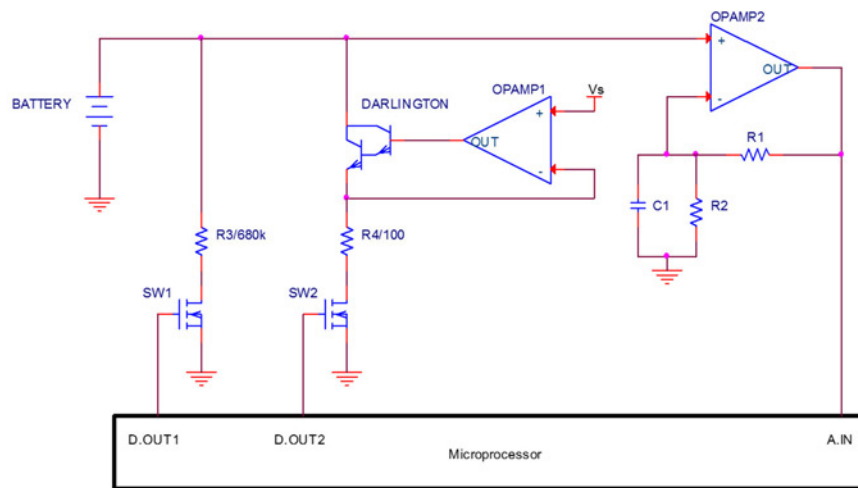 OPAMP2
+
OUT
-
BATTERY
DARLINGTON
OPAMP1
Vs
+
OUT
-
R1
C1
R2
R3/680k
R4/100
SW1
SW2
D.OUT1
D.OUT2
A.IN
Microprocessor